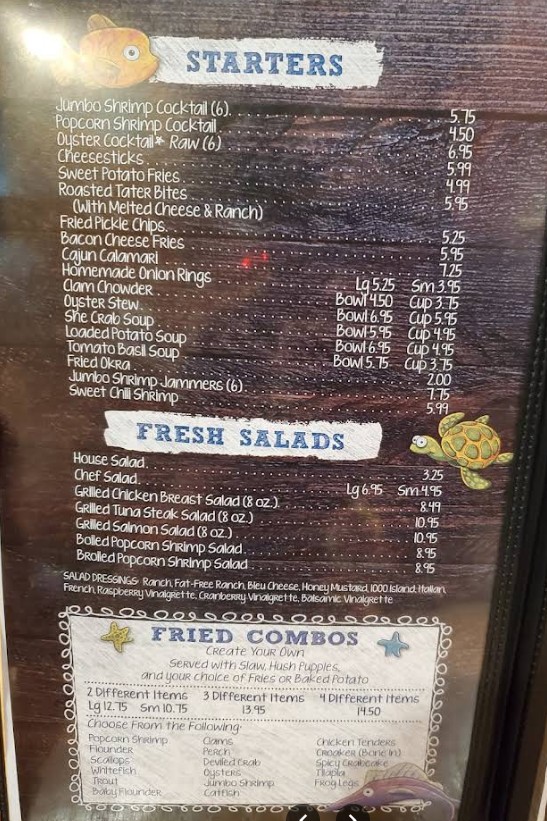 STARTERS
Jumbo Shrimp Cocktail (6) 5.75
Popcorn Shrimp Cocktail 4.50
Oyster Cocktail* Raw (6) 6.95
Cheesesticks 5.99
Sweet Potato Fries 4.99
Roasted Tater Bites 5.95
(With Melted Cheese & Ranch)
Fried Pickle Chips 5.25
Bacon Cheese Fries 5.95
Cajun Calamari 7.25
Homemade Onion Rings Lg 5.25 Sm 3.95
Clam Chowder Bowl 4.50 Cup 3.75
Oyster Stew Bowl 6.95 Cup 5.95
She Crab Soup Bowl 5.95 Cup 4.95
Loaded Potato Soup Bowl 6.95 Cup 4.95
Tomato Basil Soup Bowl 5.75 Cup 3.75
Fried Okra 2.00
Jumbo Shrimp Jammers (6) 7.75
Sweet Chili Shrimp 5.99
FRESH SALADS
House Salad 3.25
Chef Salad Lg 6.95 Sm 4.95
Grilled Chicken Breast Salad (8 oz.) 8.49
Grilled Tuna Steak Salad (8 oz.) 10.95
Grilled Salmon Salad (8 oz.) 10.95
Boiled Popcorn Shrimp Salad 8.95
Broiled Popcorn Shrimp Salad 8.95
SALAD DRESSINGS: Ranch, Fat-Free Ranch, Bleu Cheese, Honey Mustard, 1000 Island, Italian,
French, Raspberry Vinaigrette, Cranberry Vinaigrette, Balsamic Vinaigrette
FRIED COMBOS
Create Your Own
Served with Slaw, Hush Puppies,
and your choice of Fries or Baked Potato
2 Different Items 3 Different Items 4 Different Items
Lg 12.75 Sm 10.75 13.95 14.50
Choose From the Following:
Popcorn Shrimp Clams Chicken Tenders
Flounder Perch Croaker (Bone In)
Scallops Deviled Crab Spicy Crabcake
Whitefish Oysters Tilapia
Trout Jumbo Shrimp Frog Legs
Baby Flounder Catfish